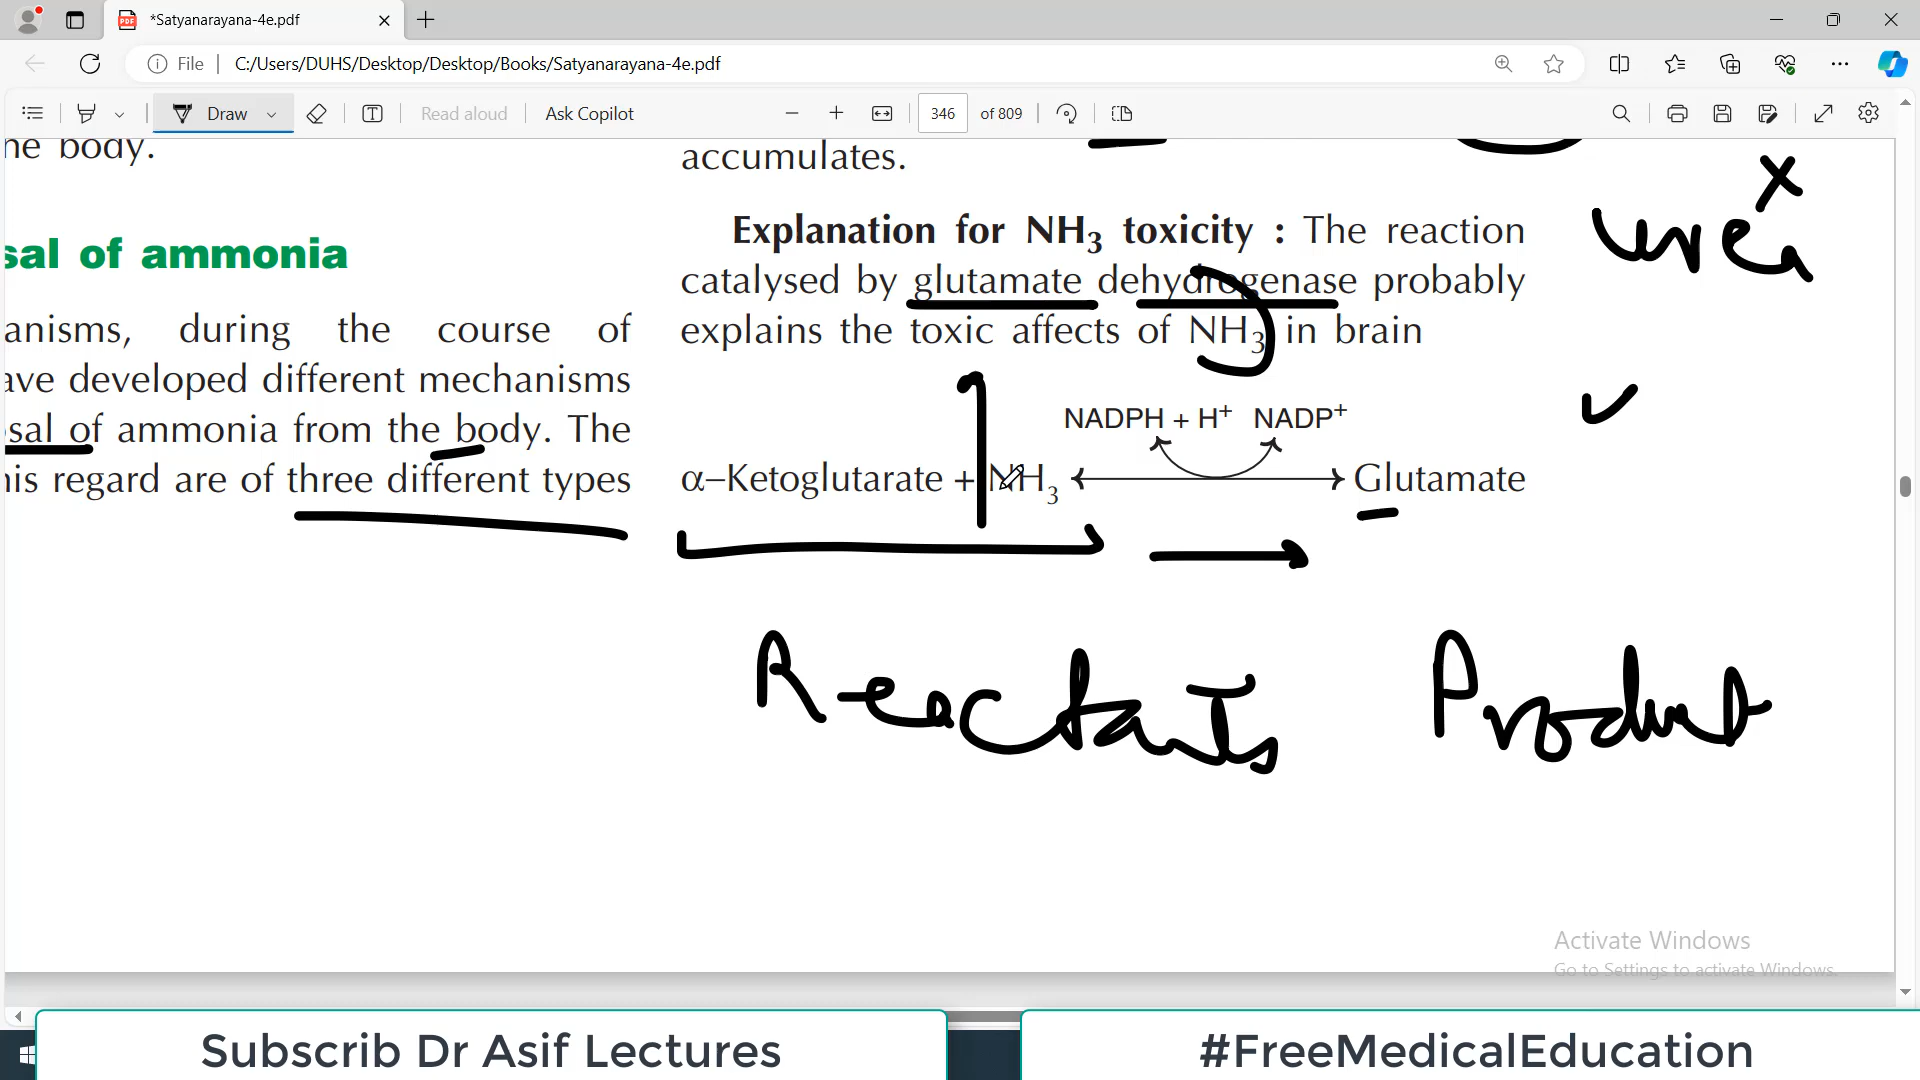 *Satyanarayana-4e.pdf
File
C:/Users/DUHS/Desktop/Desktop/Books/Satyanarayana-4e.pdf
Draw
Read aloud
Ask Copilot
346 of 809
he body.
sal of ammonia
anisms, during the course of
ave developed different mechanisms
sal of ammonia from the body. The
his regard are of three different types
accumulates.
Explanation for NH3 toxicity : The reaction
catalysed by glutamate dehydrogenase probably
explains the toxic affects of NH3 in brain
NADPH + H+ NADP+
α–Ketoglutarate + NH3 Glutamate
urea
Reactants Product
Activate Windows
Go to Settings to activate Windows.
Subscrib Dr Asif Lectures
#FreeMedicalEducation